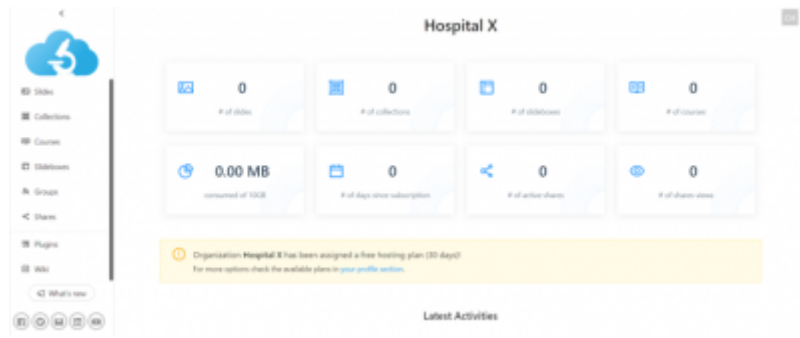 Hospital X
Slides
Collections
Courses
Slideboxes
Groups
Shares
Plugins
Wiki
What's new
0
# of slides
0
# of collections
0
# of slideboxes
0
# of courses
0.00 MB
consumed of 10GB
0
# of days since subscription
0
# of active shares
0
# of shares views
Organization Hospital X has been assigned a free hosting plan (30 days)!
For more options check the available plans in your profile section.
Latest Activities